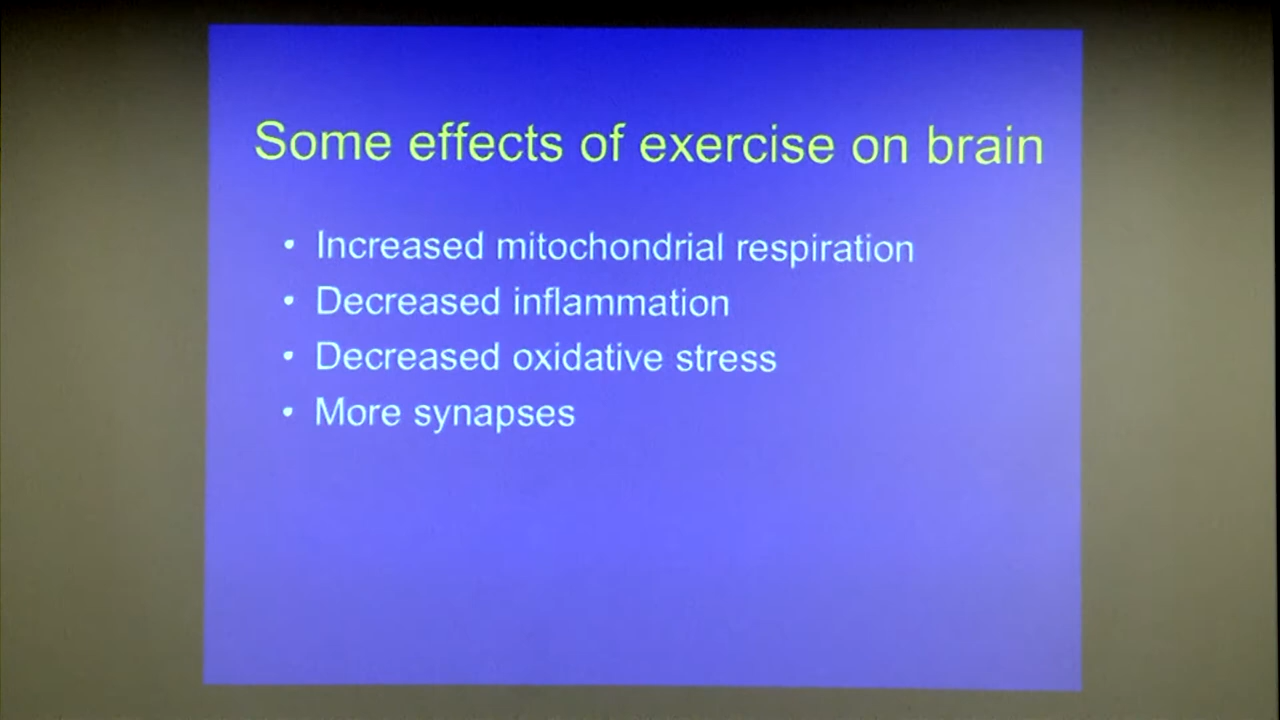 Some effects of exercise on brain
• Increased mitochondrial respiration
• Decreased inflammation
• Decreased oxidative stress
• More synapses